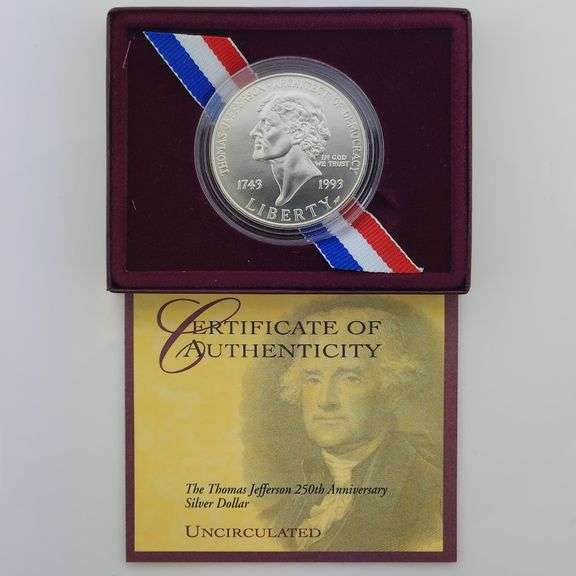 THOMAS JEFFERSON ARCHITECT OF DEMOCRACY
IN GOD
WE TRUST
1743 1993
LIBERTY
CERTIFICATE OF
AUTHENTICITY
The Thomas Jefferson 250th Anniversary
Silver Dollar
UNCIRCULATED